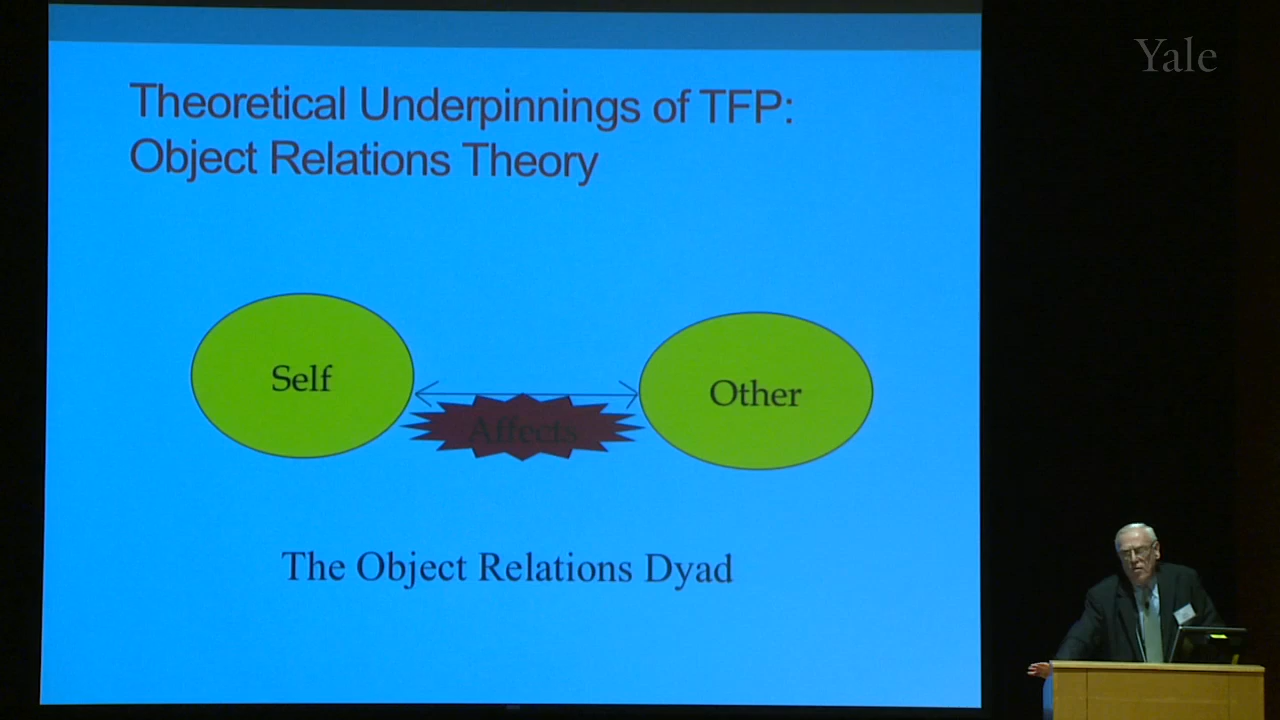 Yale
Theoretical Underpinnings of TFP:
Object Relations Theory
Self
Other
Affects
The Object Relations Dyad